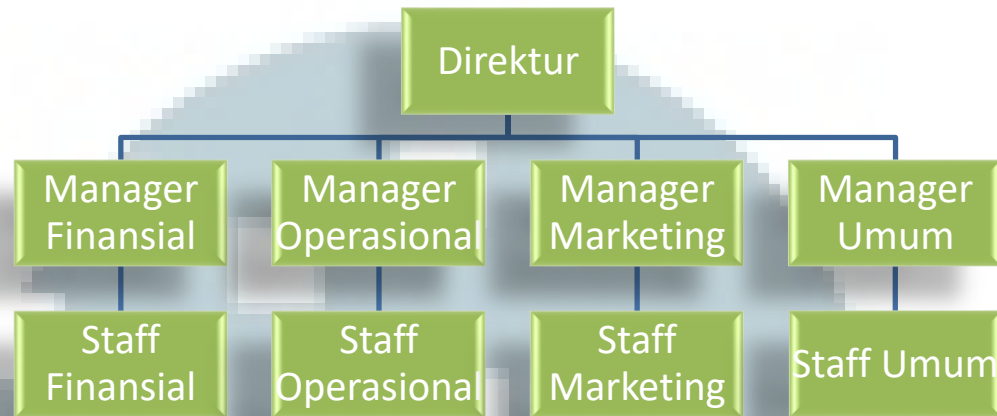 Direktur
Manager
Finansial
Manager
Operasional
Manager
Marketing
Manager
Umum
Staff
Finansial
Staff
Operasional
Staff
Marketing
Staff Umum